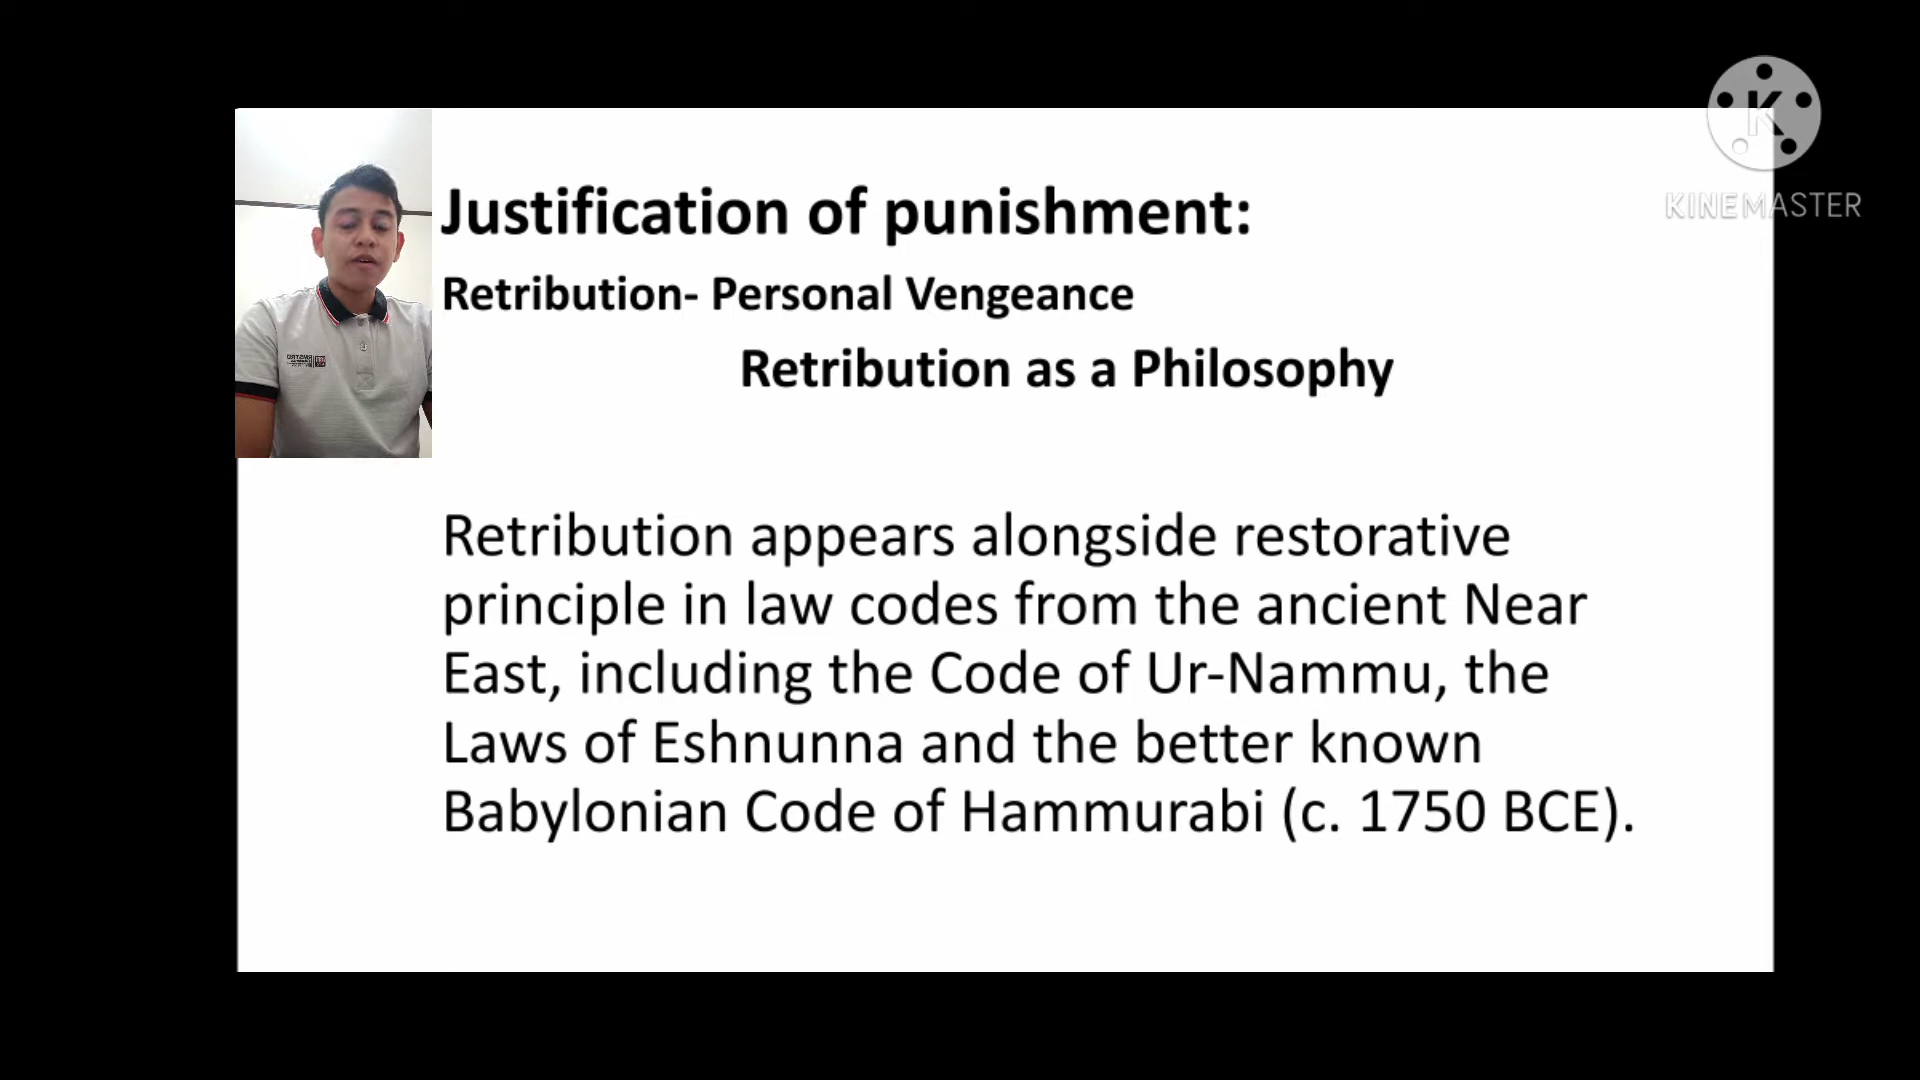 K
KINEMASTER
Justification of punishment:
Retribution- Personal Vengeance
Retribution as a Philosophy
Retribution appears alongside restorative
principle in law codes from the ancient Near
East, including the Code of Ur-Nammu, the
Laws of Eshnunna and the better known
Babylonian Code of Hammurabi (c. 1750 BCE).